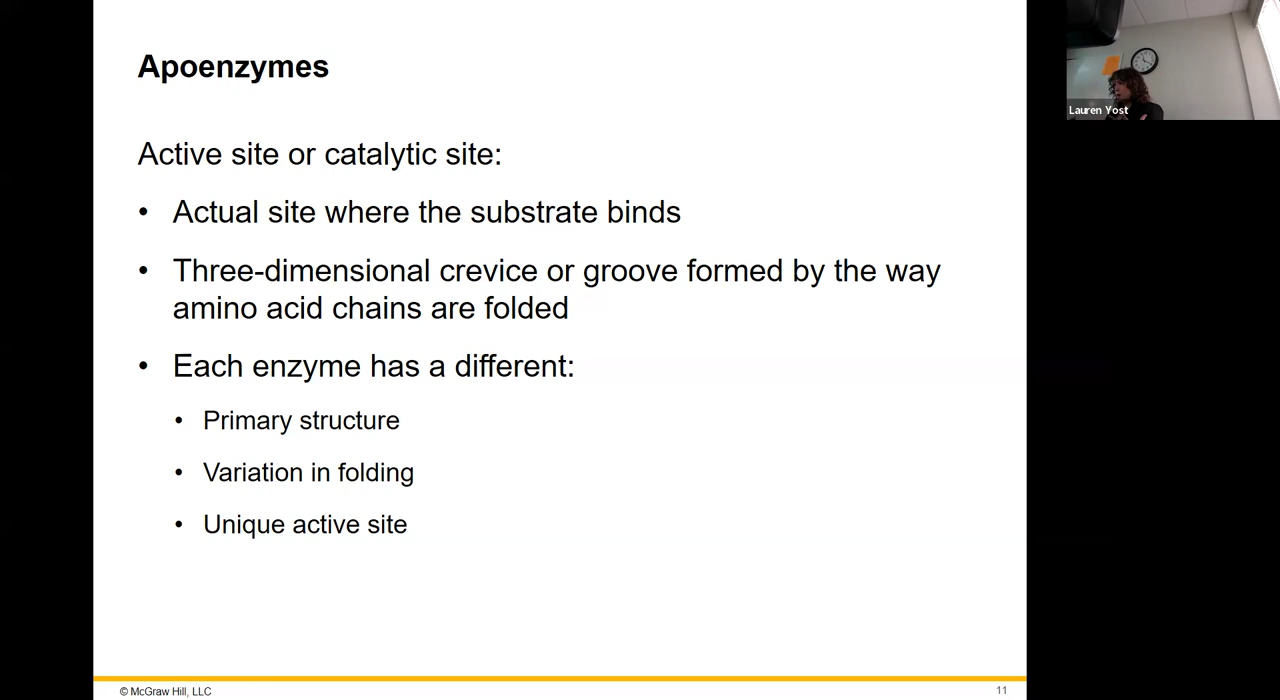 Apoenzymes
Active site or catalytic site:
• Actual site where the substrate binds
• Three-dimensional crevice or groove formed by the way
amino acid chains are folded
• Each enzyme has a different:
• Primary structure
• Variation in folding
• Unique active site
© McGraw Hill, LLC
11
Lauren Yost